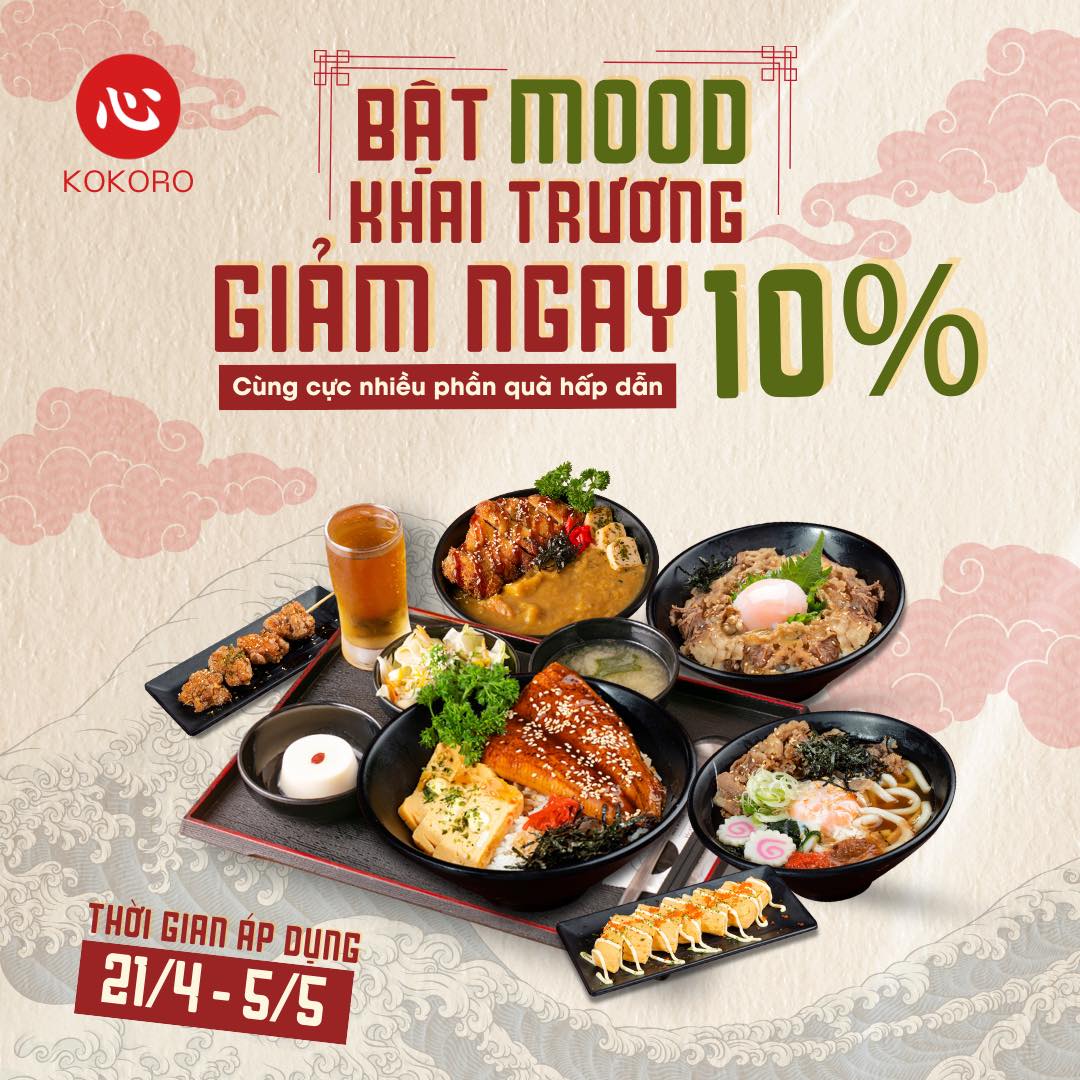 心
KOKORO
BẬT MOOD
KHAI TRƯƠNG
GIẢM NGAY 10%
Cùng cực nhiều phần quà hấp dẫn
THỜI GIAN ÁP DỤNG
21/4 - 5/5